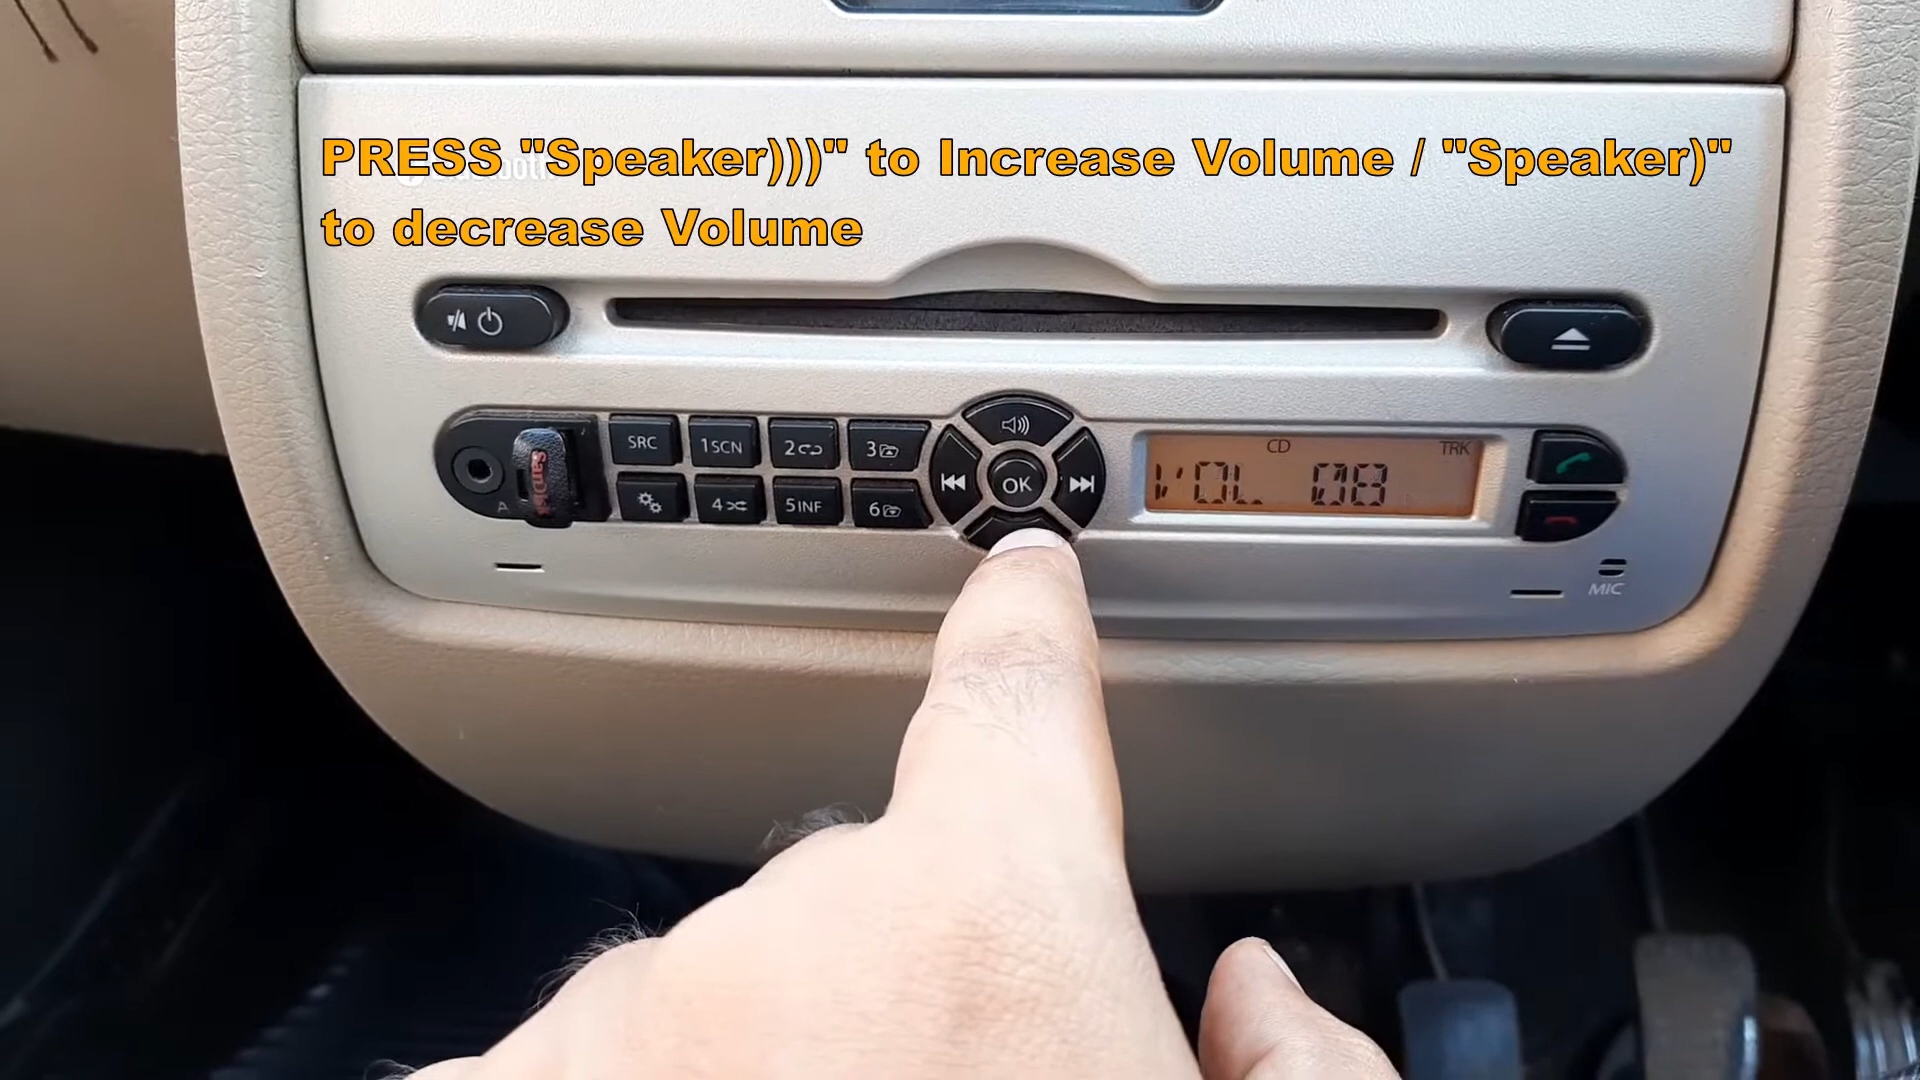 PRESS "Speaker)))" to Increase Volume / "Speaker)"
to decrease Volume
SRC
1SCN
2
3
4
5INF
6
OK
CD
TRK
VOL 08
SanDisk
A
MIC